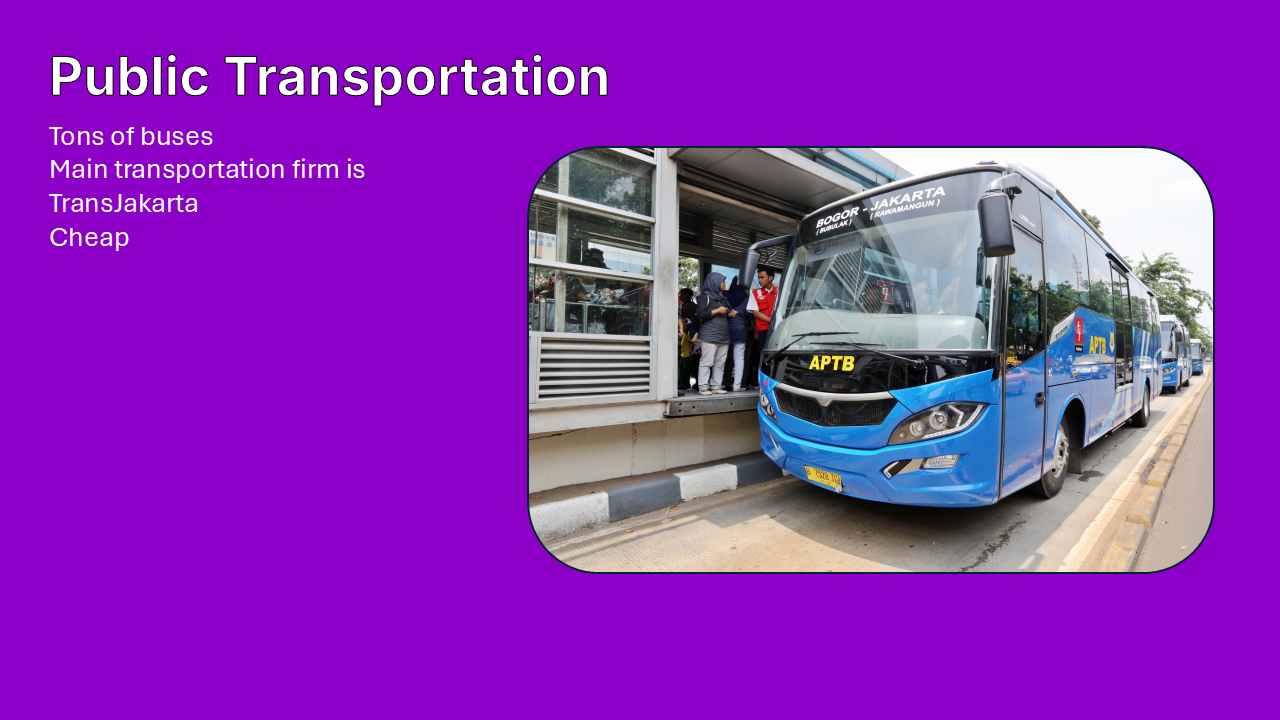 Public Transportation
Tons of buses
Main transportation firm is
TransJakarta
Cheap
BOGOR - JAKARTA
(BUBULAK) (RAWAMANGUN)
APTB
APTB